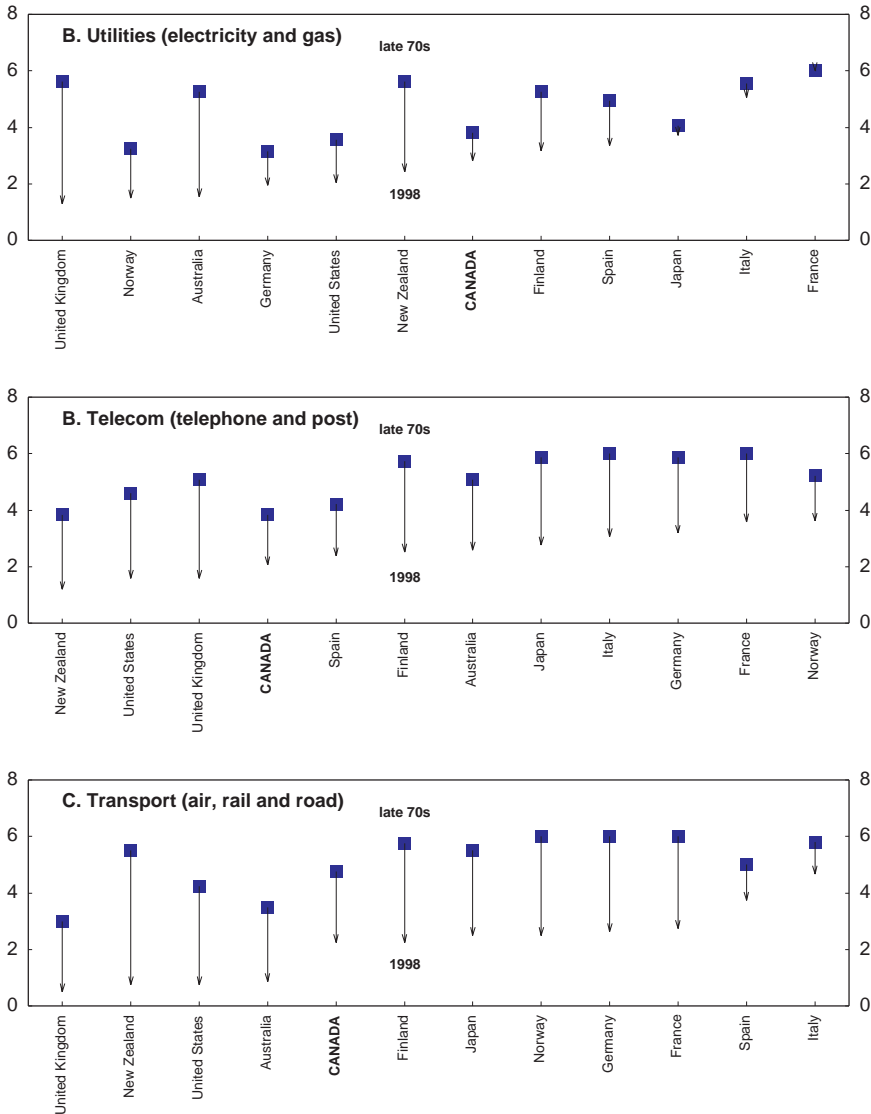 8 8
B. Utilities (electricity and gas)
late 70s
6 6
4 4
2 2
1998
0 0
United Kingdom
Norway
Australia
Germany
United States
New Zealand
CANADA
Finland
Spain
Japan
Italy
France
8 8
B. Telecom (telephone and post)
late 70s
6 6
4 4
2 2
1998
0 0
New Zealand
United States
United Kingdom
CANADA
Spain
Finland
Australia
Japan
Italy
Germany
France
Norway
8 8
C. Transport (air, rail and road)
late 70s
6 6
4 4
2 2
1998
0 0
United Kingdom
New Zealand
United States
Australia
CANADA
Finland
Japan
Norway
Germany
France
Spain
Italy